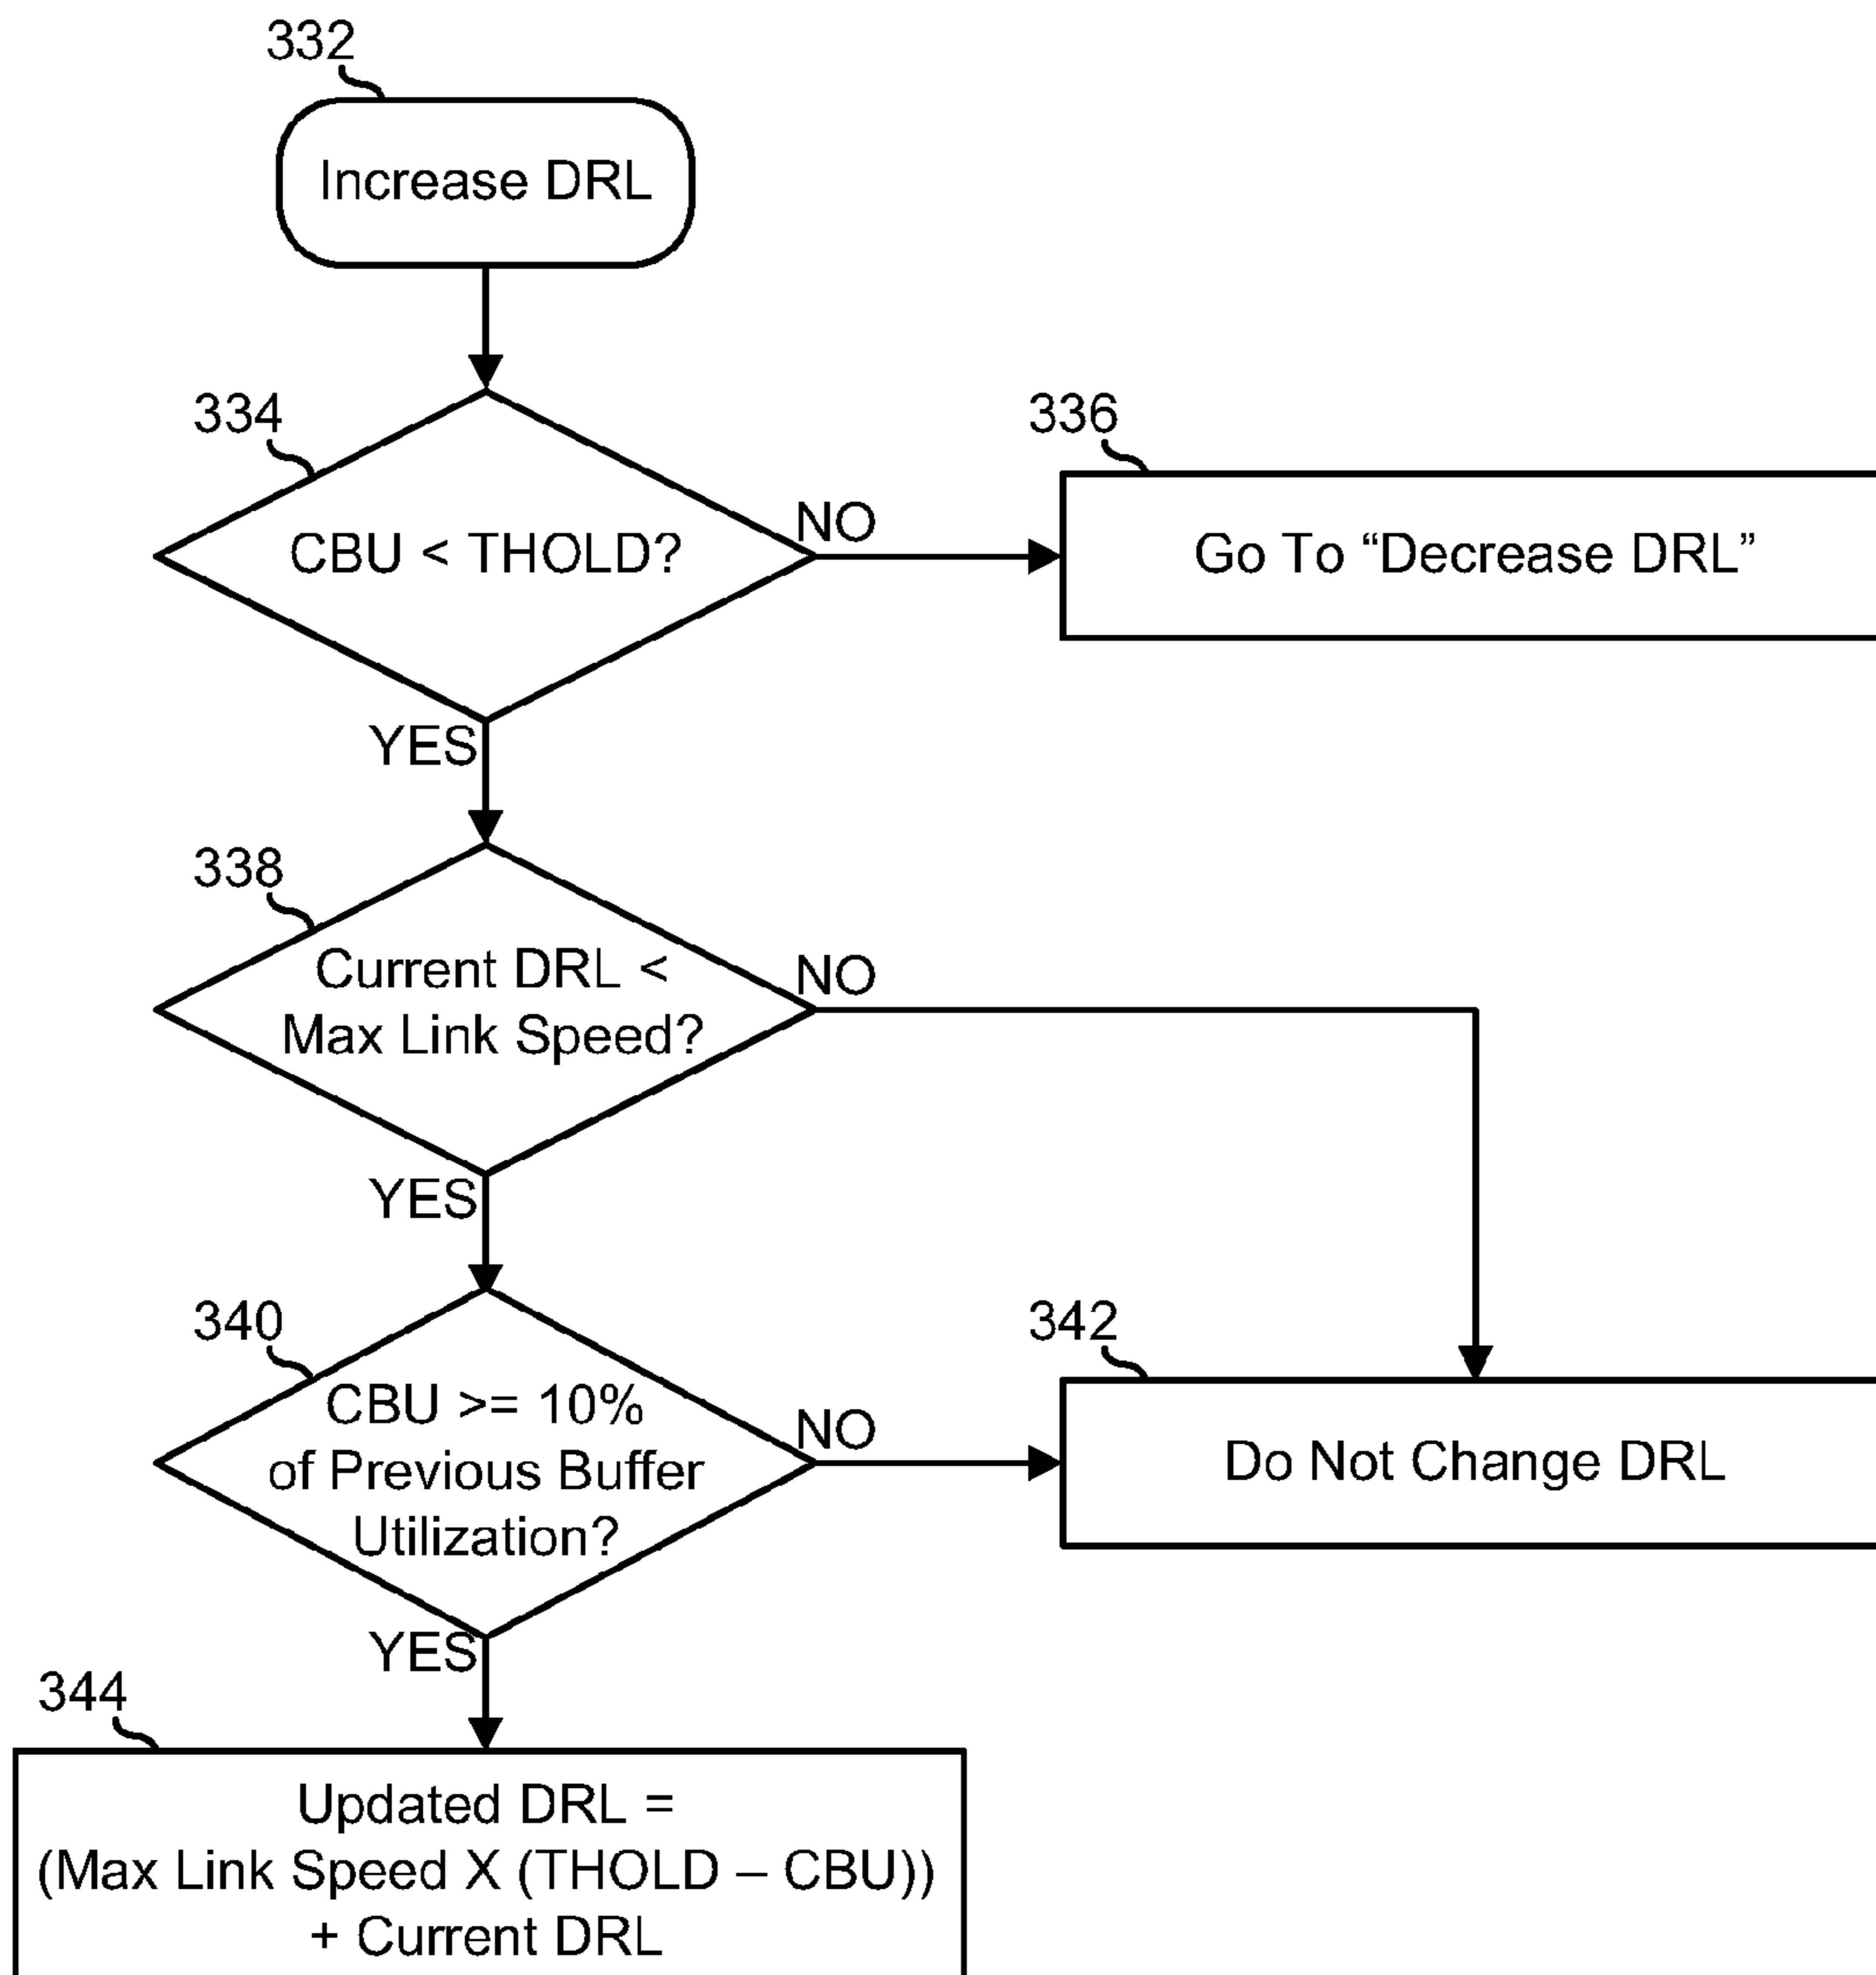 332
Increase DRL
334
CBU < THOLD?
NO
336
Go To “Decrease DRL”
YES
338
Current DRL <
Max Link Speed?
NO
YES
340
CBU >= 10%
of Previous Buffer
Utilization?
NO
342
Do Not Change DRL
YES
344
Updated DRL =
(Max Link Speed X (THOLD – CBU))
+ Current DRL